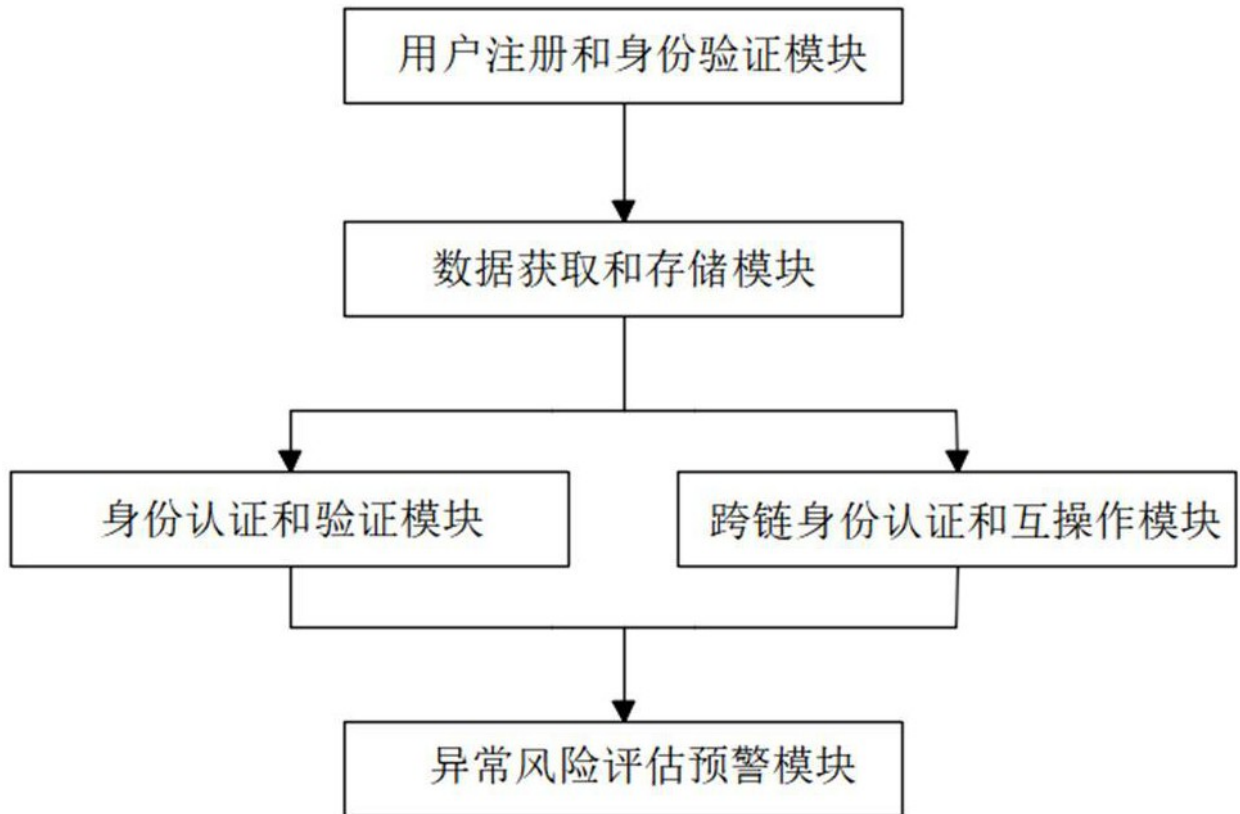 用户注册和身份验证模块
数据获取和存储模块
身份认证和验证模块
跨链身份认证和互操作模块
异常风险评估预警模块